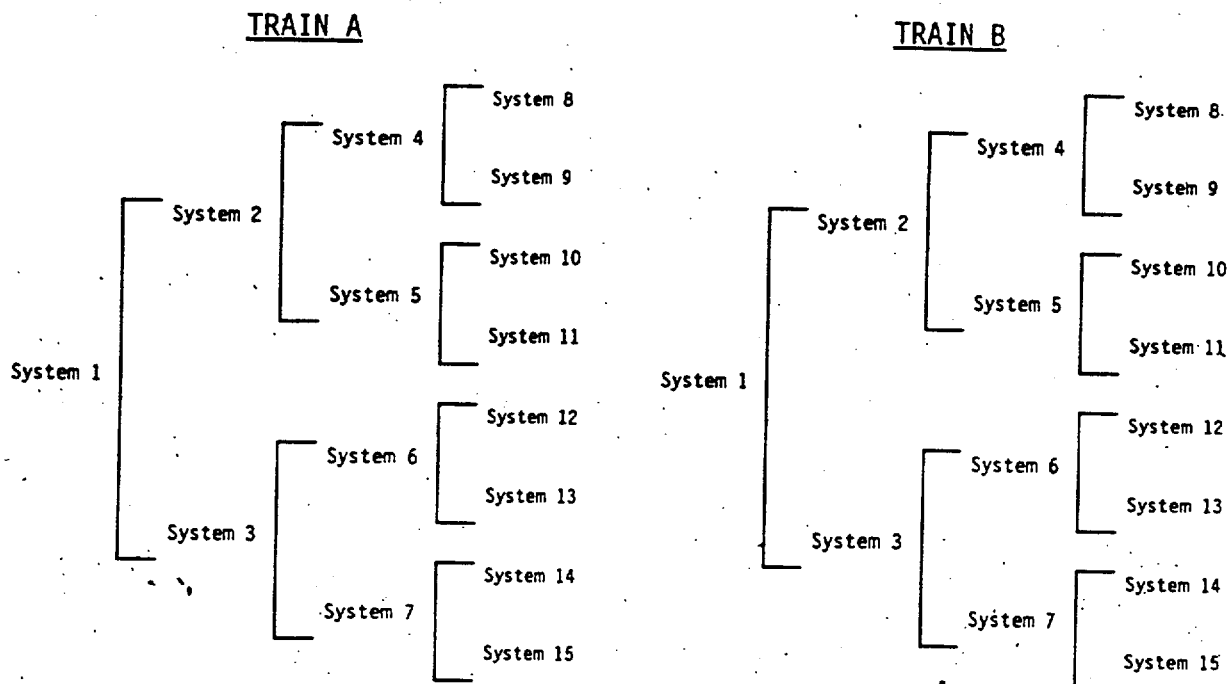 TRAIN A
System 1
System 2
System 3
System 4
System 5
System 6
System 7
System 8
System 9
System 10
System 11
System 12
System 13
System 14
System 15
TRAIN B
System 1
System 2
System 3
System 4
System 5
System 6
System 7
System 8
System 9
System 10
System 11
System 12
System 13
System 14
System 15